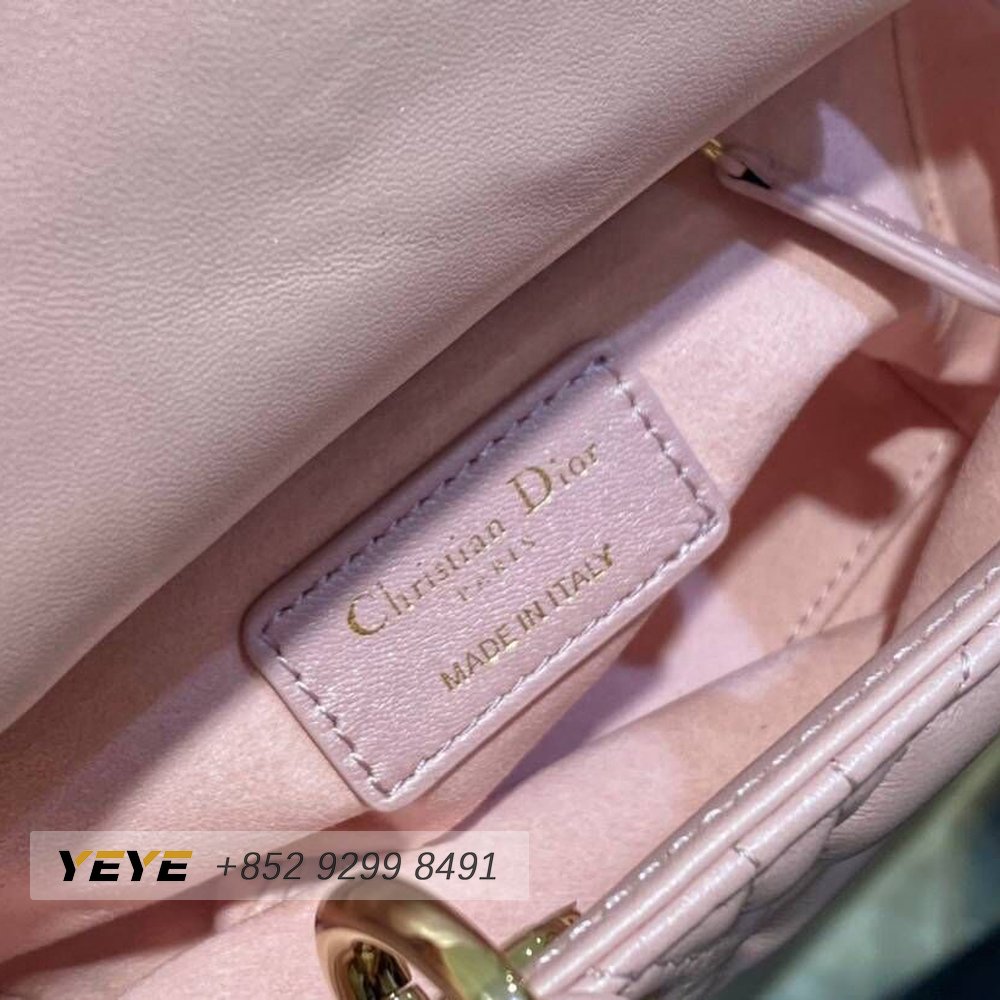 Christian Dior
PARIS
MADE IN ITALY
YEYE +852 9299 8491